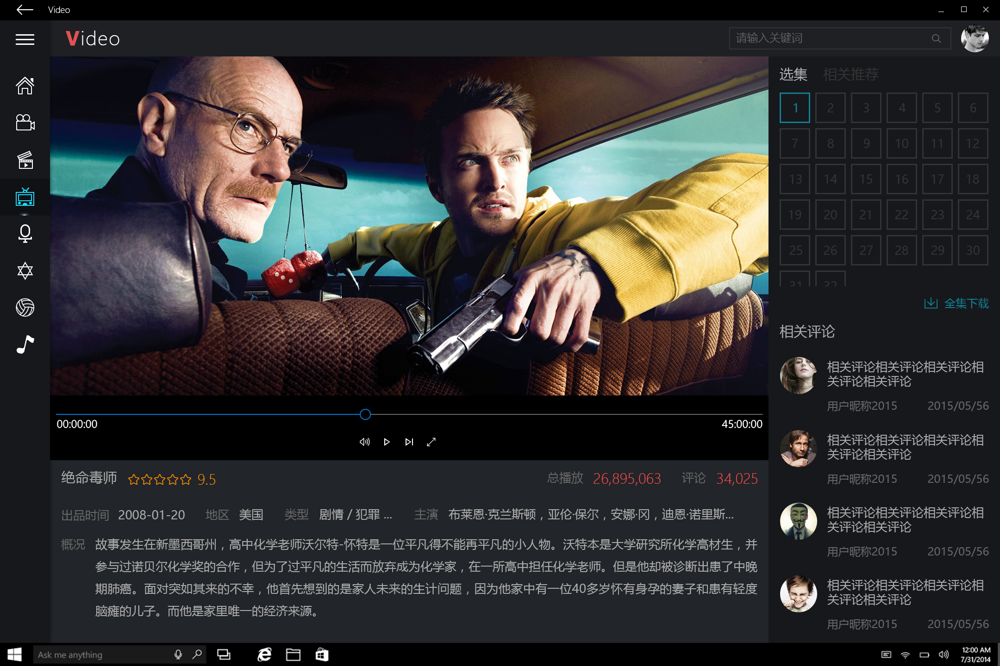 Video
Video
请输入关键词
选集 相关推荐
1 2 3 4 5 6
7 8 9 10 11 12
13 14 15 16 17 18
19 20 21 22 23 24
25 26 27 28 29 30
31 32
全集下载
相关评论
相关评论相关评论相关评论相
关评论相关评论
用户昵称2015 2015/05/56
相关评论相关评论相关评论相
关评论相关评论
用户昵称2015 2015/05/56
相关评论相关评论相关评论相
关评论相关评论
用户昵称2015 2015/05/56
相关评论相关评论相关评论相
关评论相关评论
用户昵称2015 2015/05/56
00:00:00 45:00:00
绝命毒师 9.5 总播放 26,895,063 评论 34,025
出品时间 2008-01-20 地区 美国 类型 剧情 / 犯罪 ... 主演 布莱恩·克兰斯顿，亚伦·保尔，安娜·冈，迪恩·诺里斯...
概况 故事发生在新墨西哥州，高中化学老师沃尔特-怀特是一位平凡得不能再平凡的小人物。沃特本是大学研究所化学高材生，并
参与过诺贝尔化学奖的合作，但为了过平凡的生活而放弃成为化学家，在一所高中担任化学老师。但是他却被诊断出患了中晚
期肺癌。面对突如其来的不幸，他首先想到的是家人未来的生计问题，因为他家中有一位40多岁怀有身孕的妻子和患有轻度
脑瘫的儿子。而他是家里唯一的经济来源。
Ask me anything
12:00 AM
7/31/2014